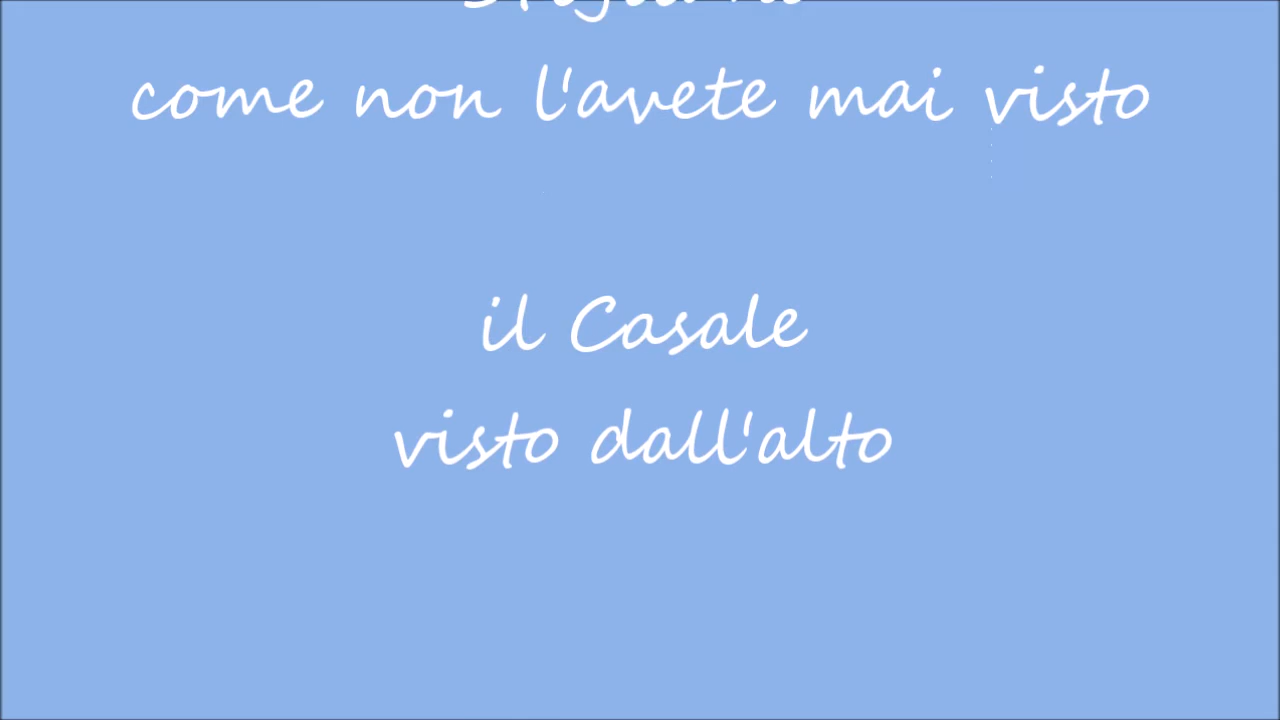 come non l'avete mai visto
il Casale
visto dall'alto